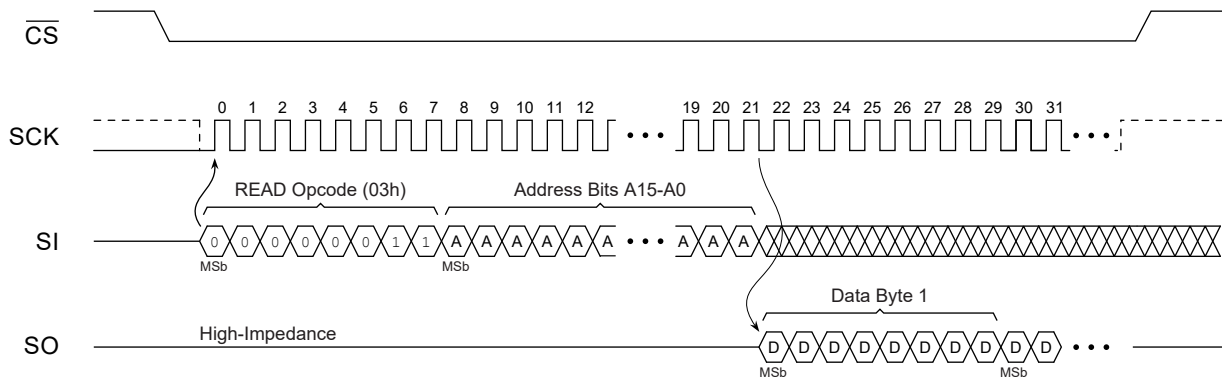 CS
0 1 2 3 4 5 6 7 8 9 10 11 12 19 20 21 22 23 24 25 26 27 28 29 30 31
SCK
READ Opcode (03h) Address Bits A15-A0
SI 0 0 0 0 0 0 1 1 A A A A A A A A A
MSb MSb
Data Byte 1
High-Impedance
SO D D D D D D D D D D
MSb MSb